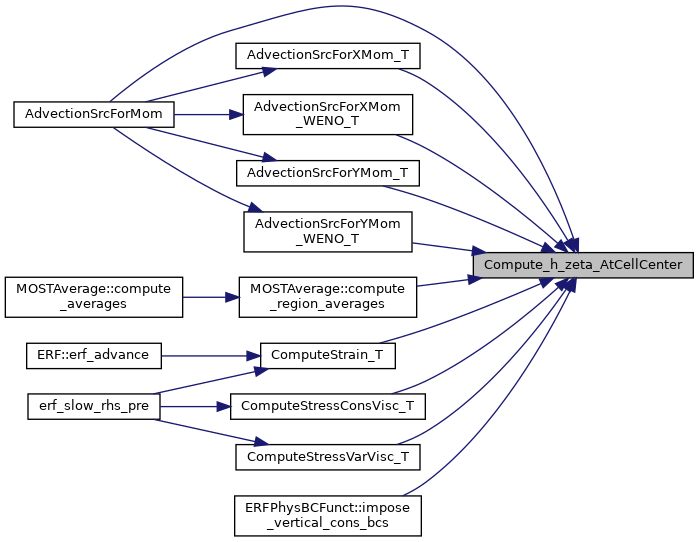 AdvectionSrcForXMom_T
AdvectionSrcForXMom
_WENO_T
AdvectionSrcForMom
AdvectionSrcForYMom_T
AdvectionSrcForYMom
_WENO_T
Compute_h_zeta_AtCellCenter
MOSTAverage::compute
_averages
MOSTAverage::compute
_region_averages
ERF::erf_advance
ComputeStrain_T
erf_slow_rhs_pre
ComputeStressConsVisc_T
ComputeStressVarVisc_T
ERFPhysBCFunct::impose
_vertical_cons_bcs